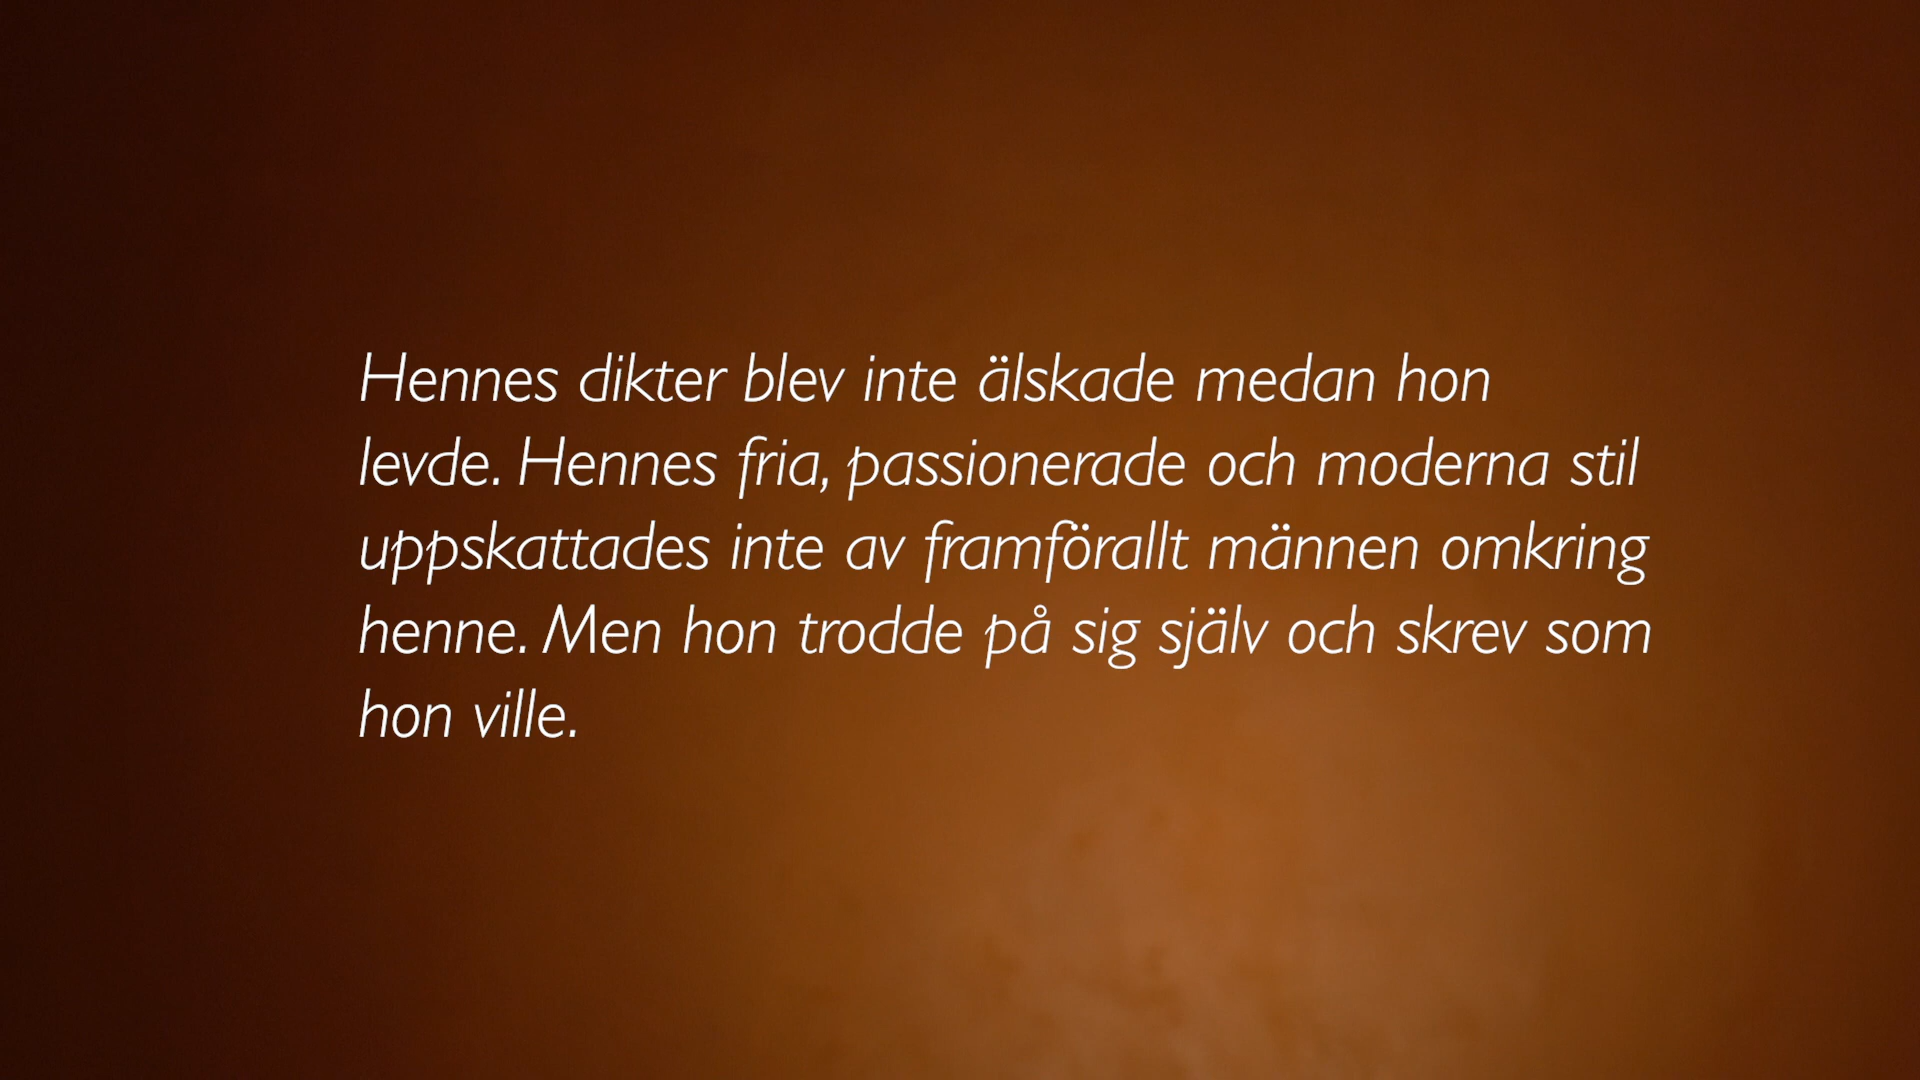 Hennes dikter blev inte älskade medan hon
levde. Hennes fria, passionerade och moderna stil
uppskattades inte av framförallt männen omkring
henne. Men hon trodde på sig själv och skrev som
hon ville.